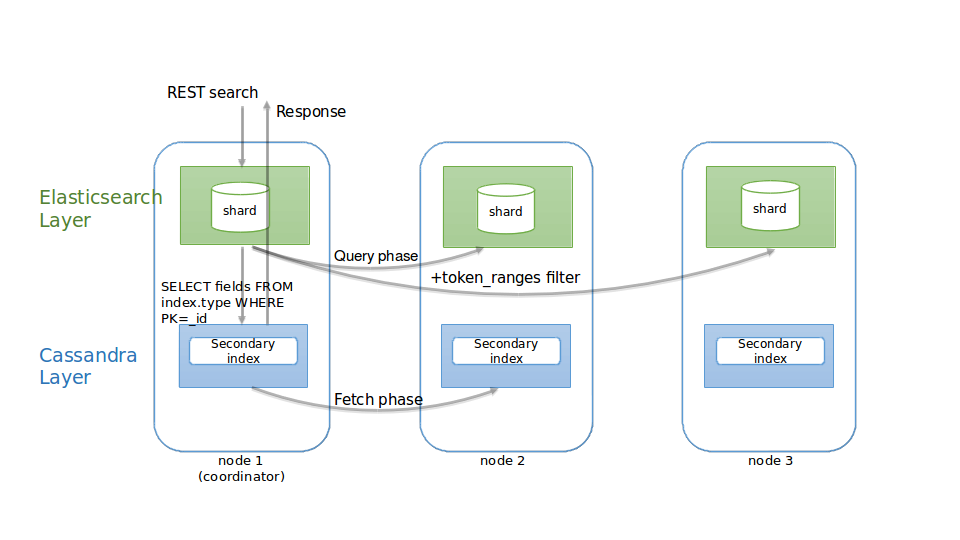 REST search
Response
Elasticsearch
Layer
shard
shard
shard
Query phase
+token_ranges filter
SELECT fields FROM
index.type WHERE
PK=_id
Cassandra
Layer
Secondary
index
Secondary
index
Secondary
index
Fetch phase
node 1
(coordinator)
node 2
node 3